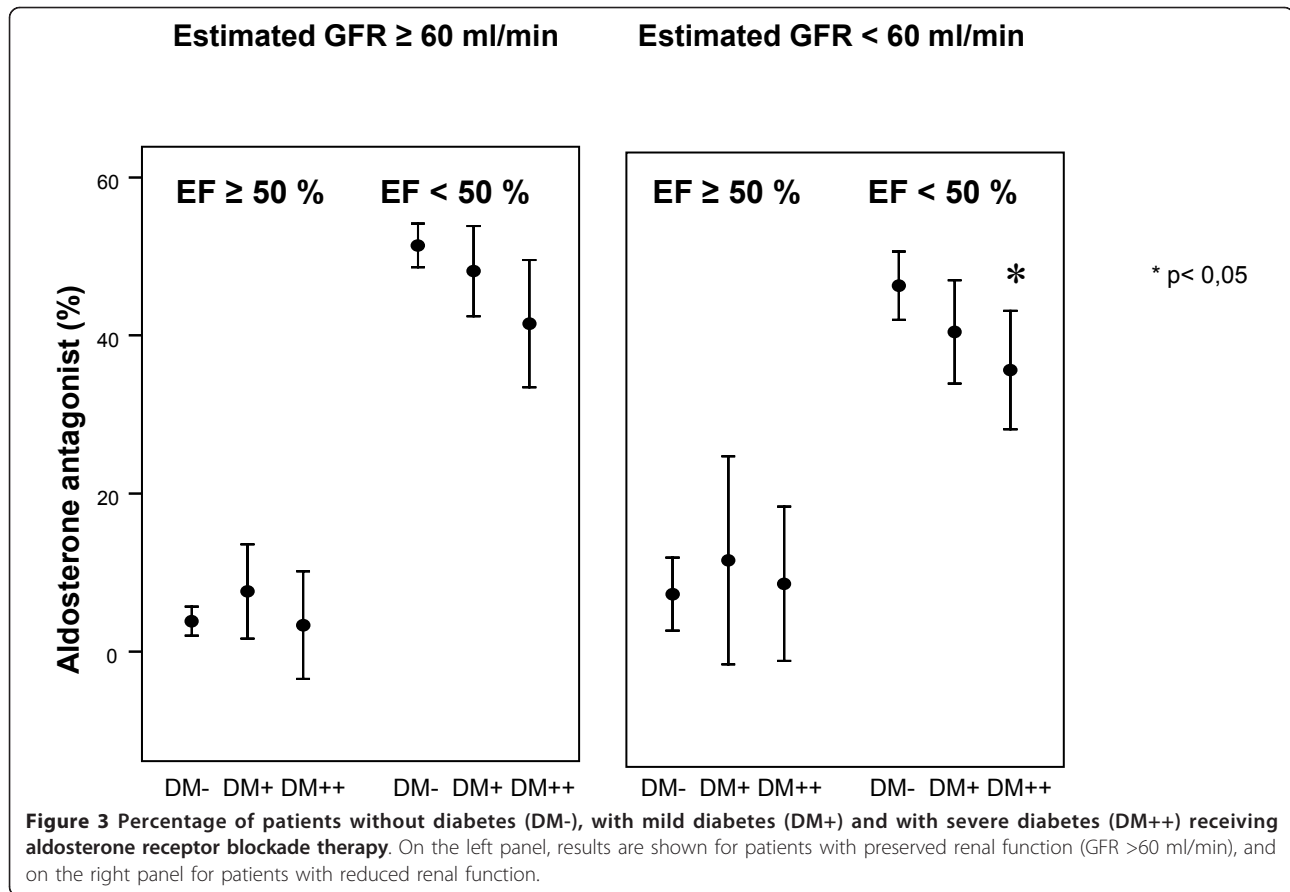 Estimated GFR ≥ 60 ml/min Estimated GFR < 60 ml/min
EF ≥ 50 % EF < 50 % EF ≥ 50 % EF < 50 %
60
40
20
0
Aldosterone antagonist (%)
*
* p< 0,05
DM- DM+ DM++ DM- DM+ DM++ DM- DM+ DM++ DM- DM+ DM++
Figure 3 Percentage of patients without diabetes (DM-), with mild diabetes (DM+) and with severe diabetes (DM++) receiving
aldosterone receptor blockade therapy. On the left panel, results are shown for patients with preserved renal function (GFR >60 ml/min), and
on the right panel for patients with reduced renal function.